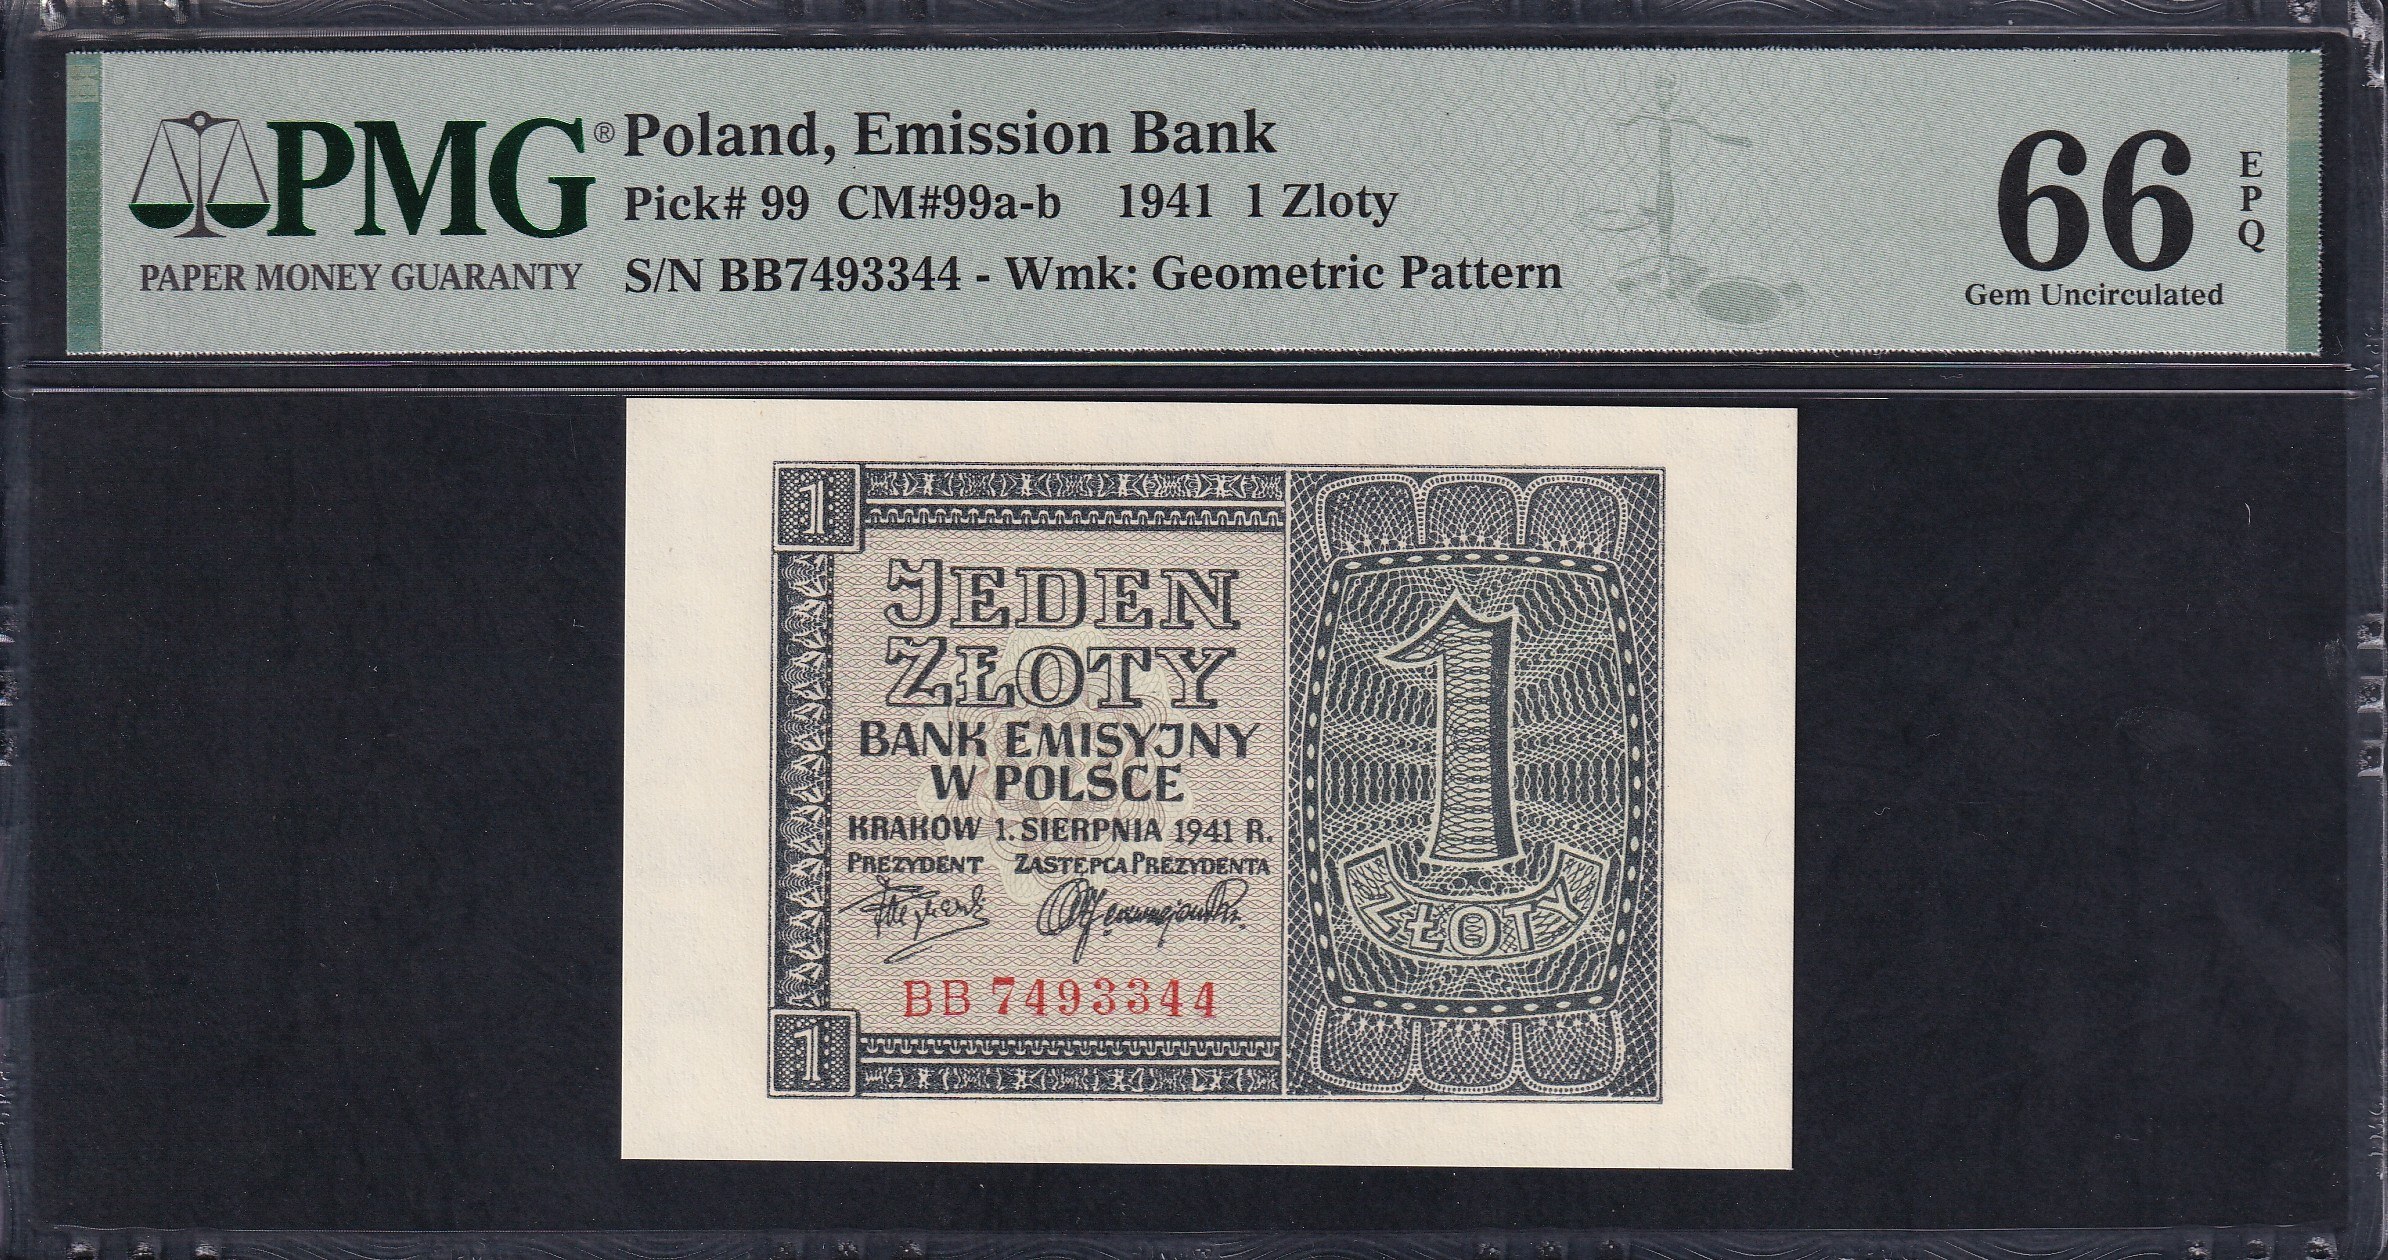 PMG®
PAPER MONEY GUARANTY
Poland, Emission Bank
Pick# 99 CM#99a-b 1941 1 Zloty
S/N BB7493344 - Wmk: Geometric Pattern
66
EPQ
Gem Uncirculated
1
JEDEN
ZŁOTY
BANK EMISYJNY
W POLSCE
KRAKOW 1. SIERPNIA 1941 R.
PREZYDENT ZASTĘPCA PREZYDENTA
BB 7493344
1
1
ZŁOTY